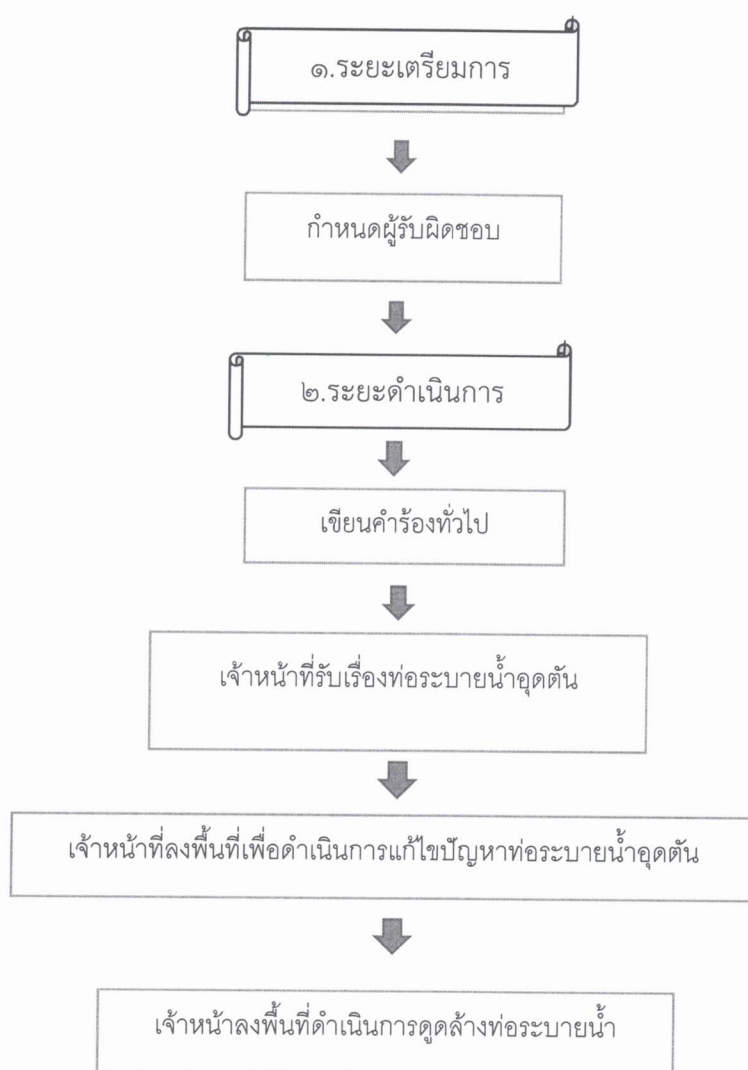 ๑.ระยะเตรียมการ
กำหนดผู้รับผิดชอบ
๒.ระยะดำเนินการ
เขียนคำร้องทั่วไป
เจ้าหน้าที่รับเรื่องท่อระบายน้ำอุดตัน
เจ้าหน้าที่ลงพื้นที่เพื่อดำเนินการแก้ไขปัญหาท่อระบายน้ำอุดตัน
เจ้าหน้าลงพื้นที่ดำเนินการดูดล้างท่อระบายน้ำ